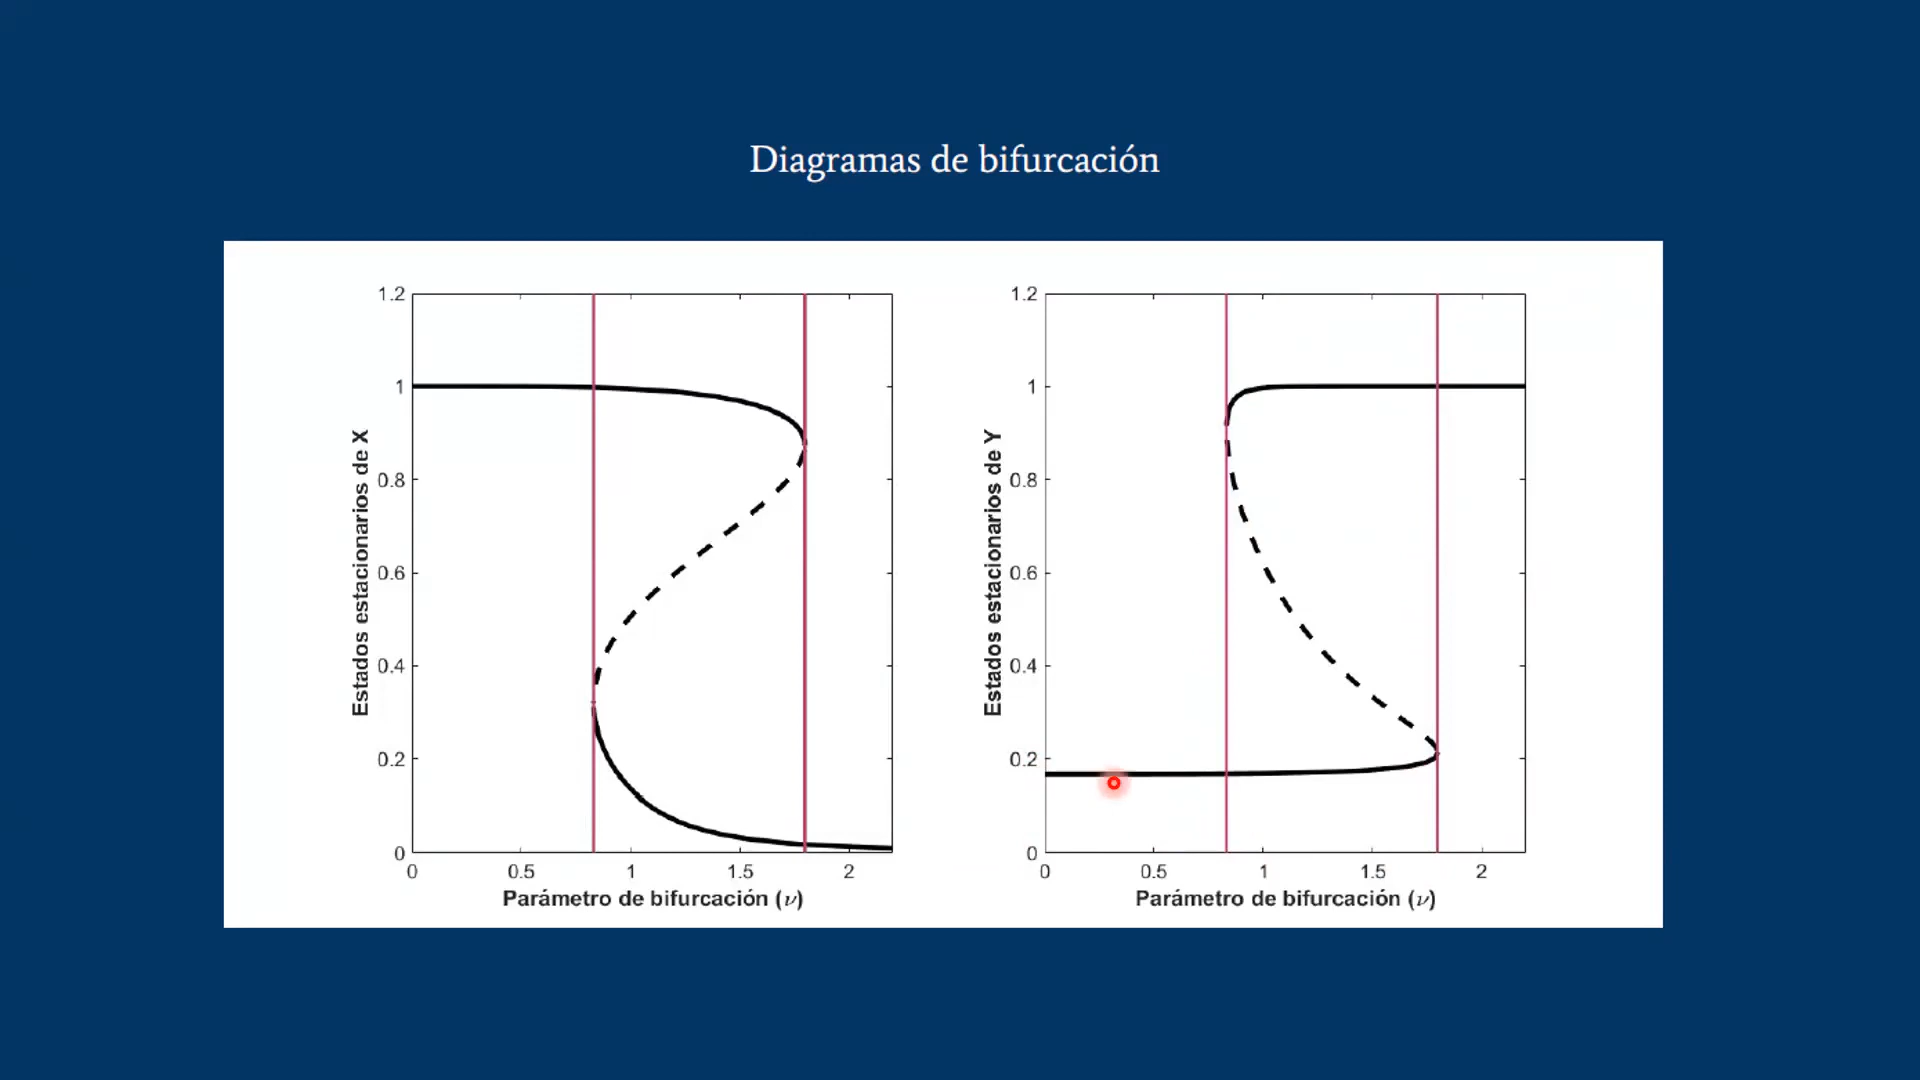 Diagramas de bifurcación
Estados estacionarios de X
1.2
1
0.8
0.6
0.4
0.2
0
0 0.5 1 1.5 2
Parámetro de bifurcación (ν)
Estados estacionarios de Y
1.2
1
0.8
0.6
0.4
0.2
0
0 0.5 1 1.5 2
Parámetro de bifurcación (ν)